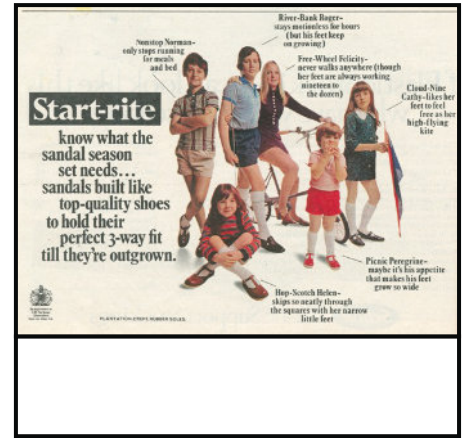 River-Bank Roger–
stays motionless for hours
(but his feet keep
on growing)
Nonstop Norman–
only stops running
for meals
and bed
Free-Wheel Felicity–
never walks anywhere (though
her feet are always working
nineteen to
the dozen)
Cloud-Nine
Cathy–likes her
feet to feel
free as her
high-flying
kite
Start-rite
know what the
sandal season
set needs...
sandals built like
top-quality shoes
to hold their
perfect 3-way fit
till they're outgrown.
Picnic Peregrine–
maybe it's his appetite
that makes his feet
grow so wide
Hop-Scotch Helen–
skips so neatly through
the squares with her narrow
little feet
PLANTATION CREPE RUBBER SOLES.